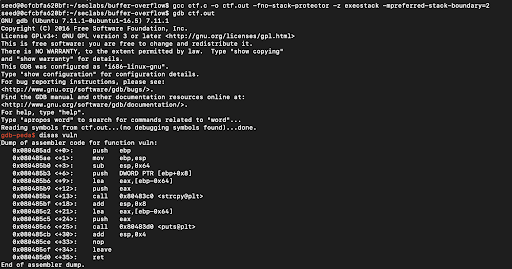 seed@0cfcbfa620bf:~/seclabs/buffer-overflow$ gcc ctf.c -o ctf.out -fno-stack-protector -z execstack -mpreferred-stack-boundary=2
seed@0cfcbfa620bf:~/seclabs/buffer-overflow$ gdb ctf.out
GNU gdb (Ubuntu 7.11.1-0ubuntu1~16.5) 7.11.1
Copyright (C) 2016 Free Software Foundation, Inc.
License GPLv3+: GNU GPL version 3 or later <http://gnu.org/licenses/gpl.html>
This is free software: you are free to change and redistribute it.
There is NO WARRANTY, to the extent permitted by law.  Type "show copying"
and "show warranty" for details.
This GDB was configured as "i686-linux-gnu".
Type "show configuration" for configuration details.
For bug reporting instructions, please see:
<http://www.gnu.org/software/gdb/bugs/>.
Find the GDB manual and other documentation resources online at:
<http://www.gnu.org/software/gdb/documentation/>.
For help, type "help".
Type "apropos word" to search for commands related to "word"...
Reading symbols from ctf.out...(no debugging symbols found)...done.
gdb-peda$ disas vuln
Dump of assembler code for function vuln:
0x080485ad <+0>: push ebp
0x080485ae <+1>: mov ebp,esp
0x080485b0 <+3>: sub esp,0x64
0x080485b3 <+6>: push DWORD PTR [ebp+0x8]
0x080485b6 <+9>: lea eax,[ebp-0x64]
0x080485b9 <+12>: push eax
0x080485ba <+13>: call 0x80483c0 <strcpy@plt>
0x080485bf <+18>: add esp,0x8
0x080485c2 <+21>: lea eax,[ebp-0x64]
0x080485c5 <+24>: push eax
0x080485c6 <+25>: call 0x80483d0 <puts@plt>
0x080485cb <+30>: add esp,0x4
0x080485ce <+33>: nop
0x080485cf <+34>: leave
0x080485d0 <+35>: ret
End of assembler dump.